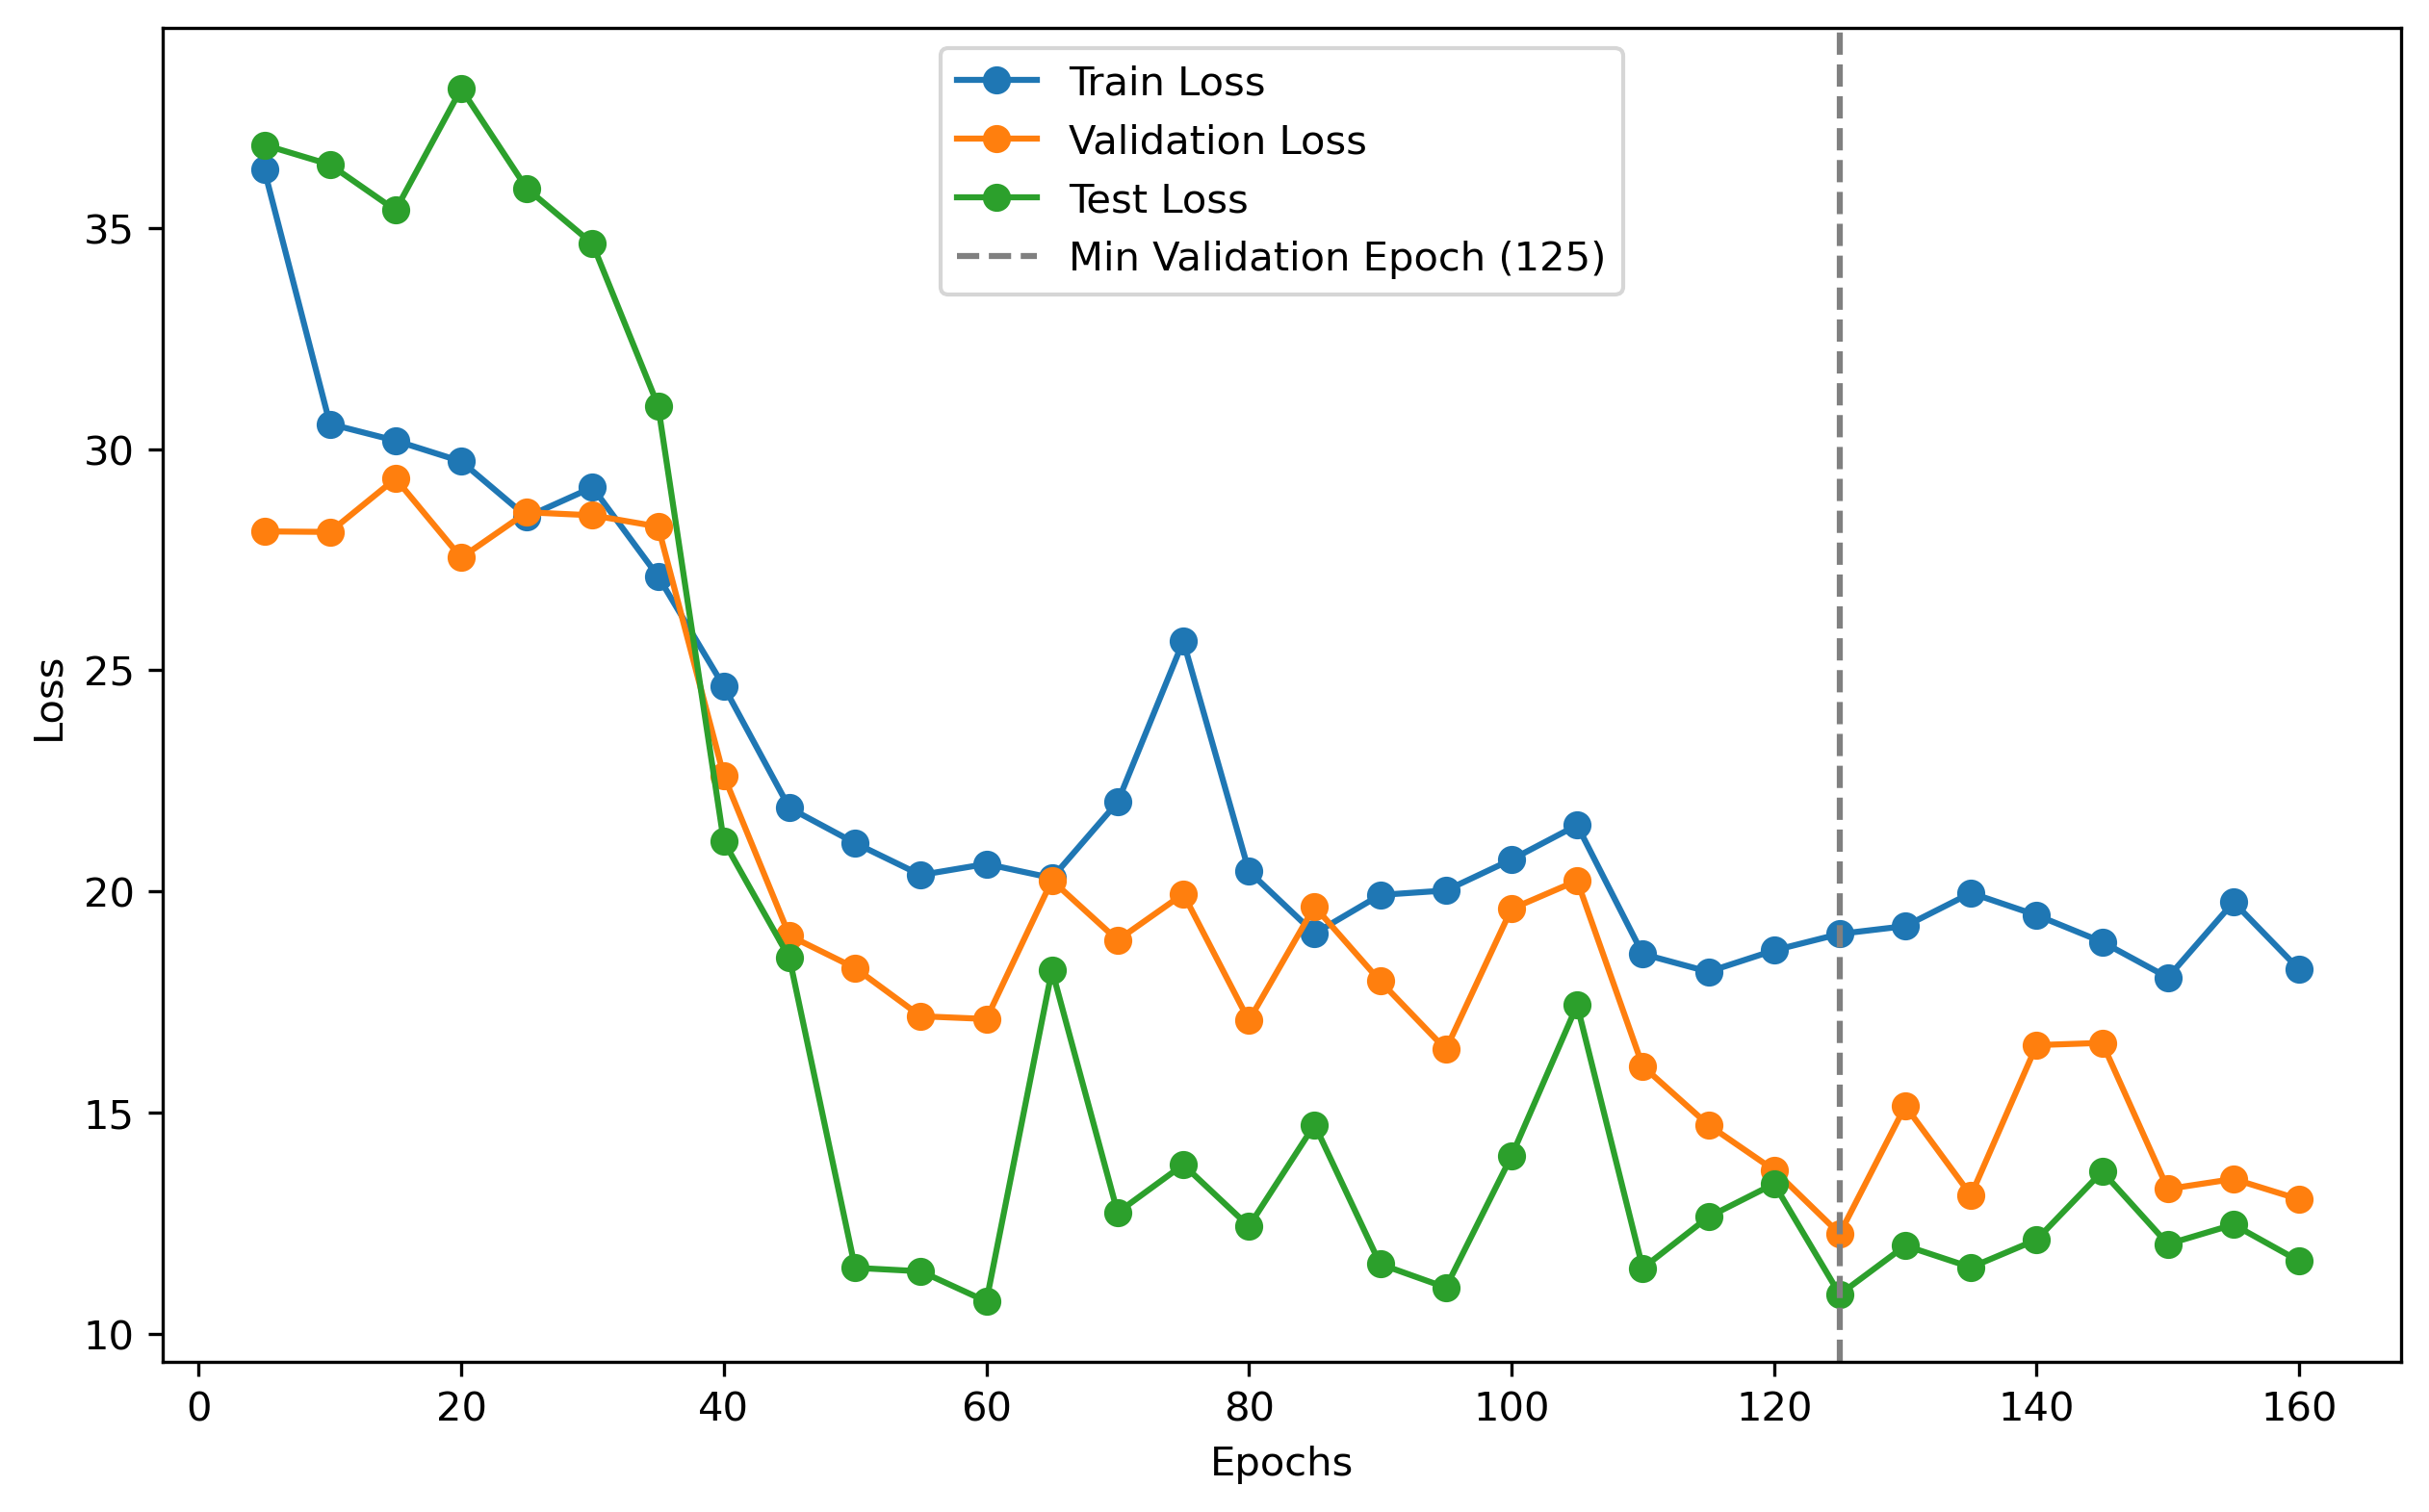 Train Loss
Validation Loss
Test Loss
Min Validation Epoch (125)
35
30
25
20
15
10
Loss
0 20 40 60 80 100 120 140 160
Epochs